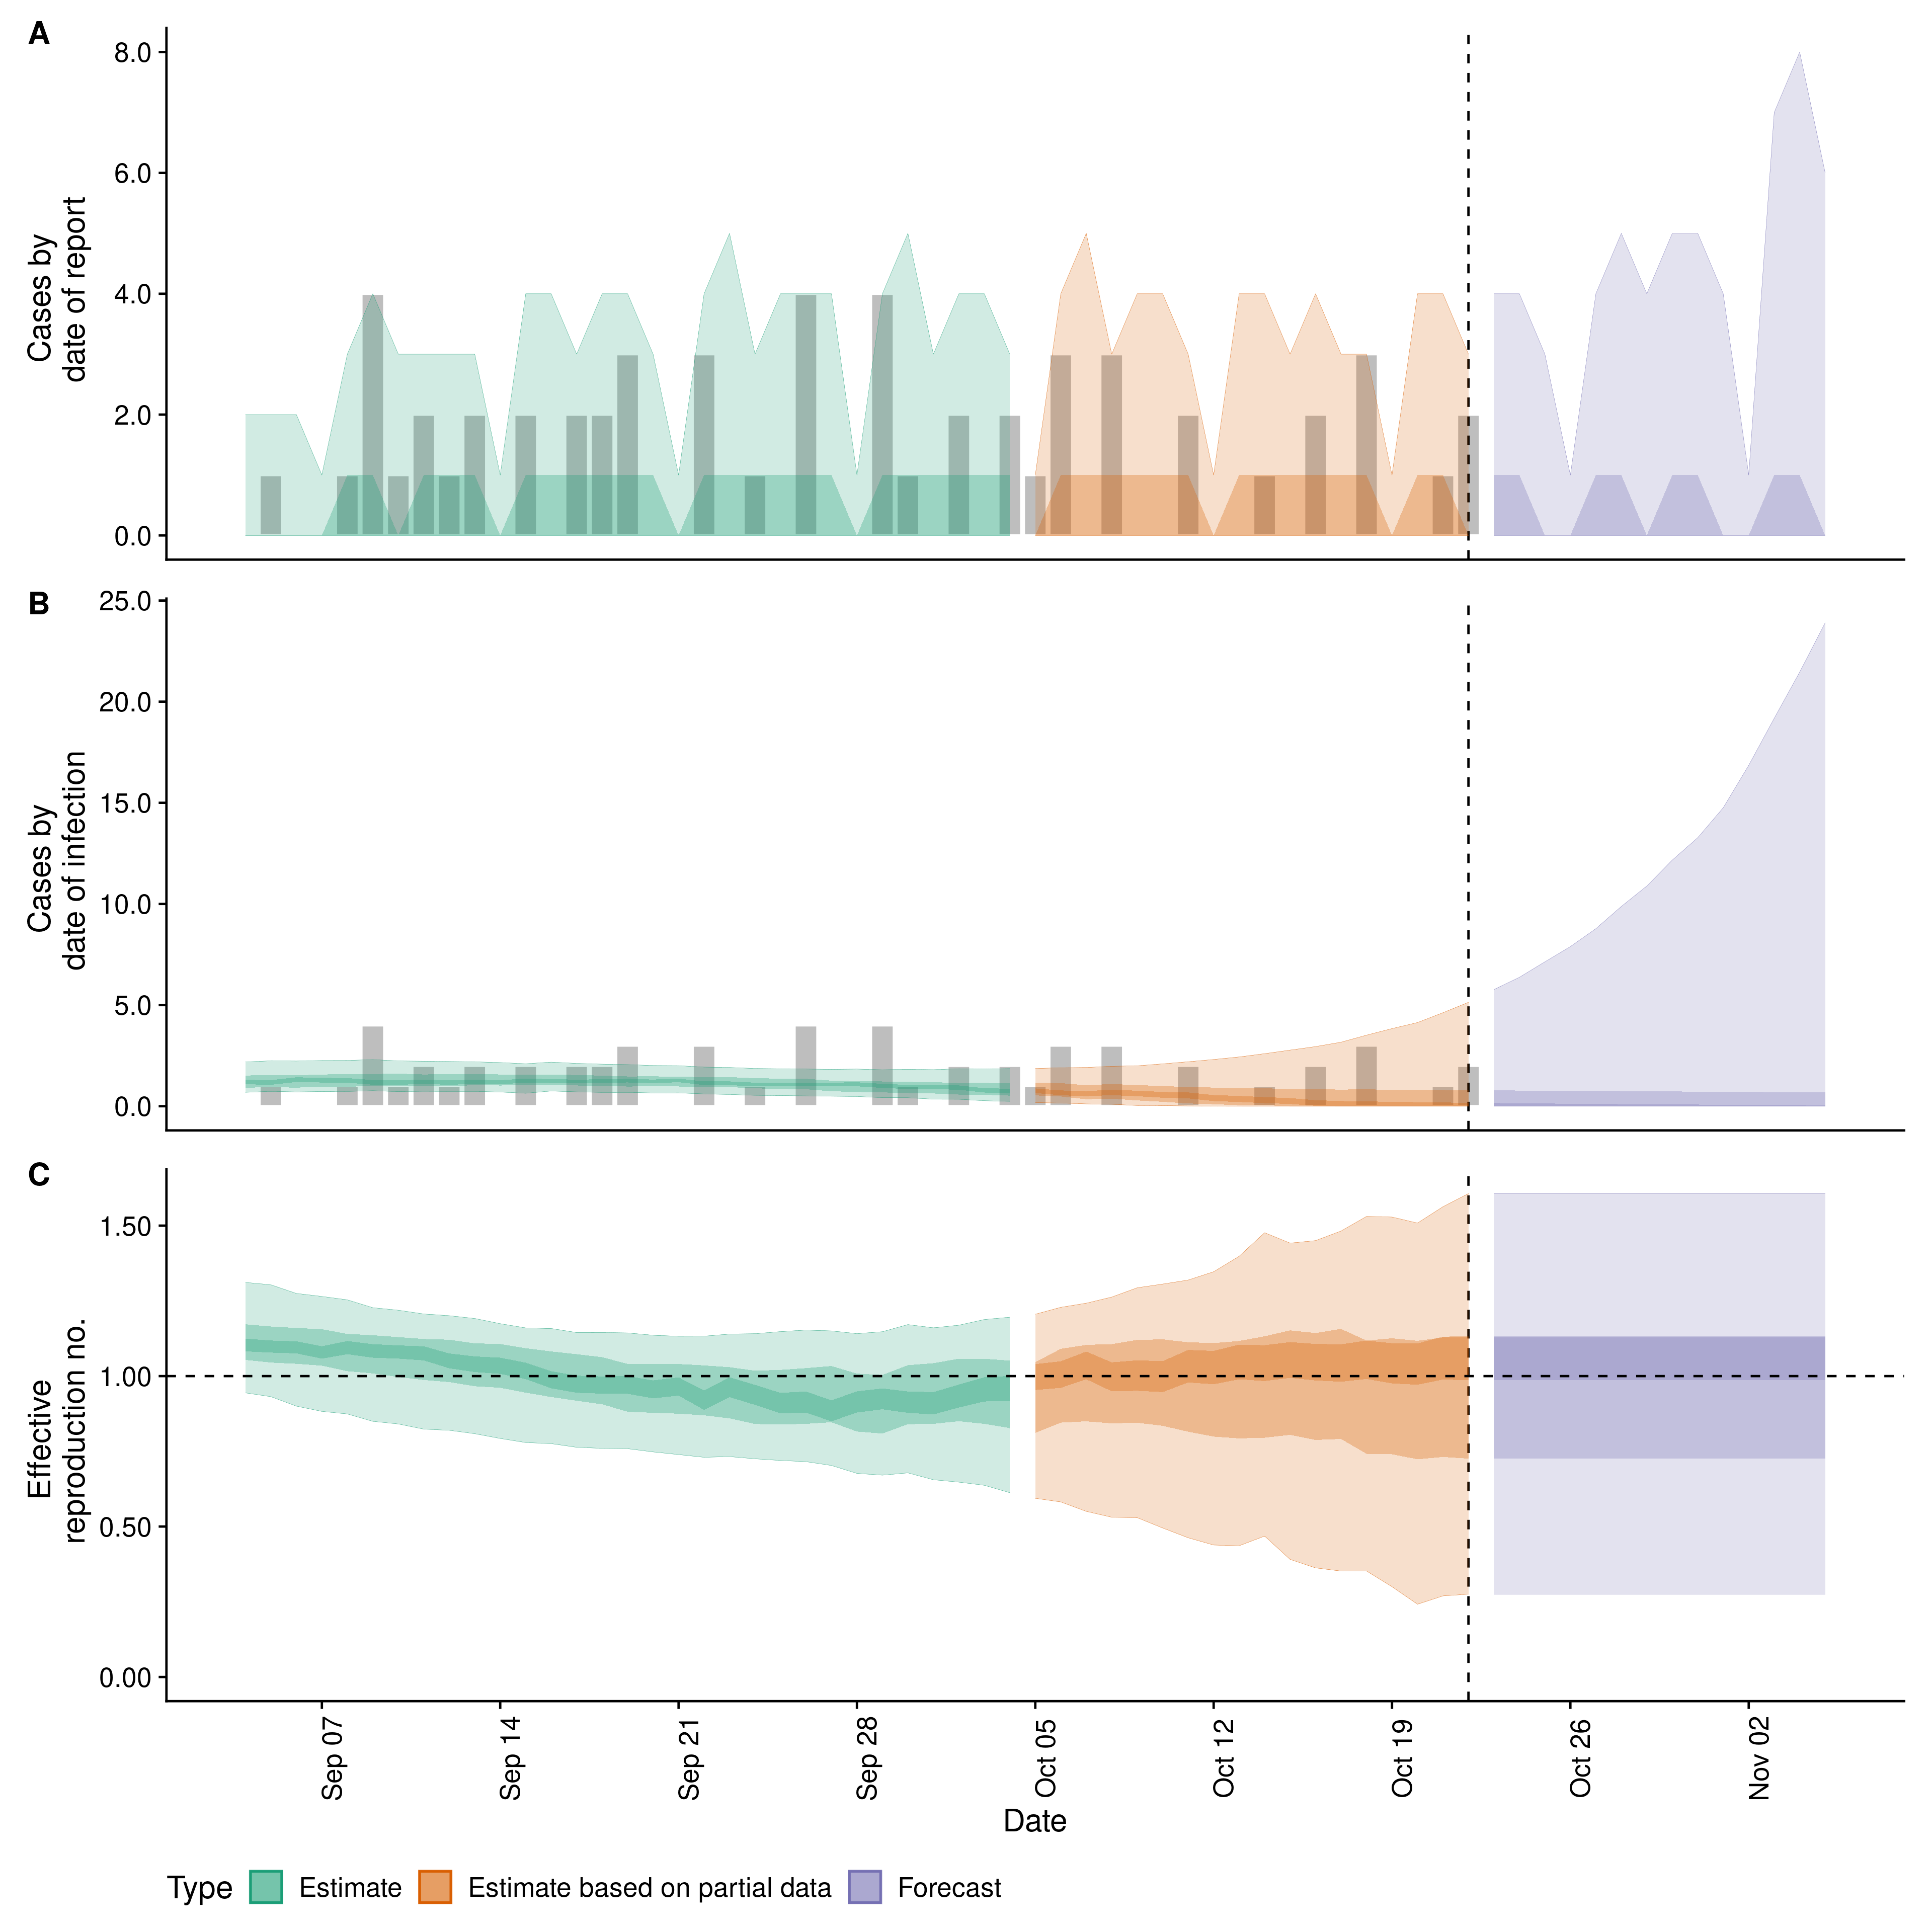 A
Cases by
date of report
8.0
6.0
4.0
2.0
0.0
B
Cases by
date of infection
25.0
20.0
15.0
10.0
5.0
0.0
C
Effective
reproduction no.
1.50
1.00
0.50
0.00
Sep 07
Sep 14
Sep 21
Sep 28
Oct 05
Oct 12
Oct 19
Oct 26
Nov 02
Date
Type Estimate Estimate based on partial data Forecast